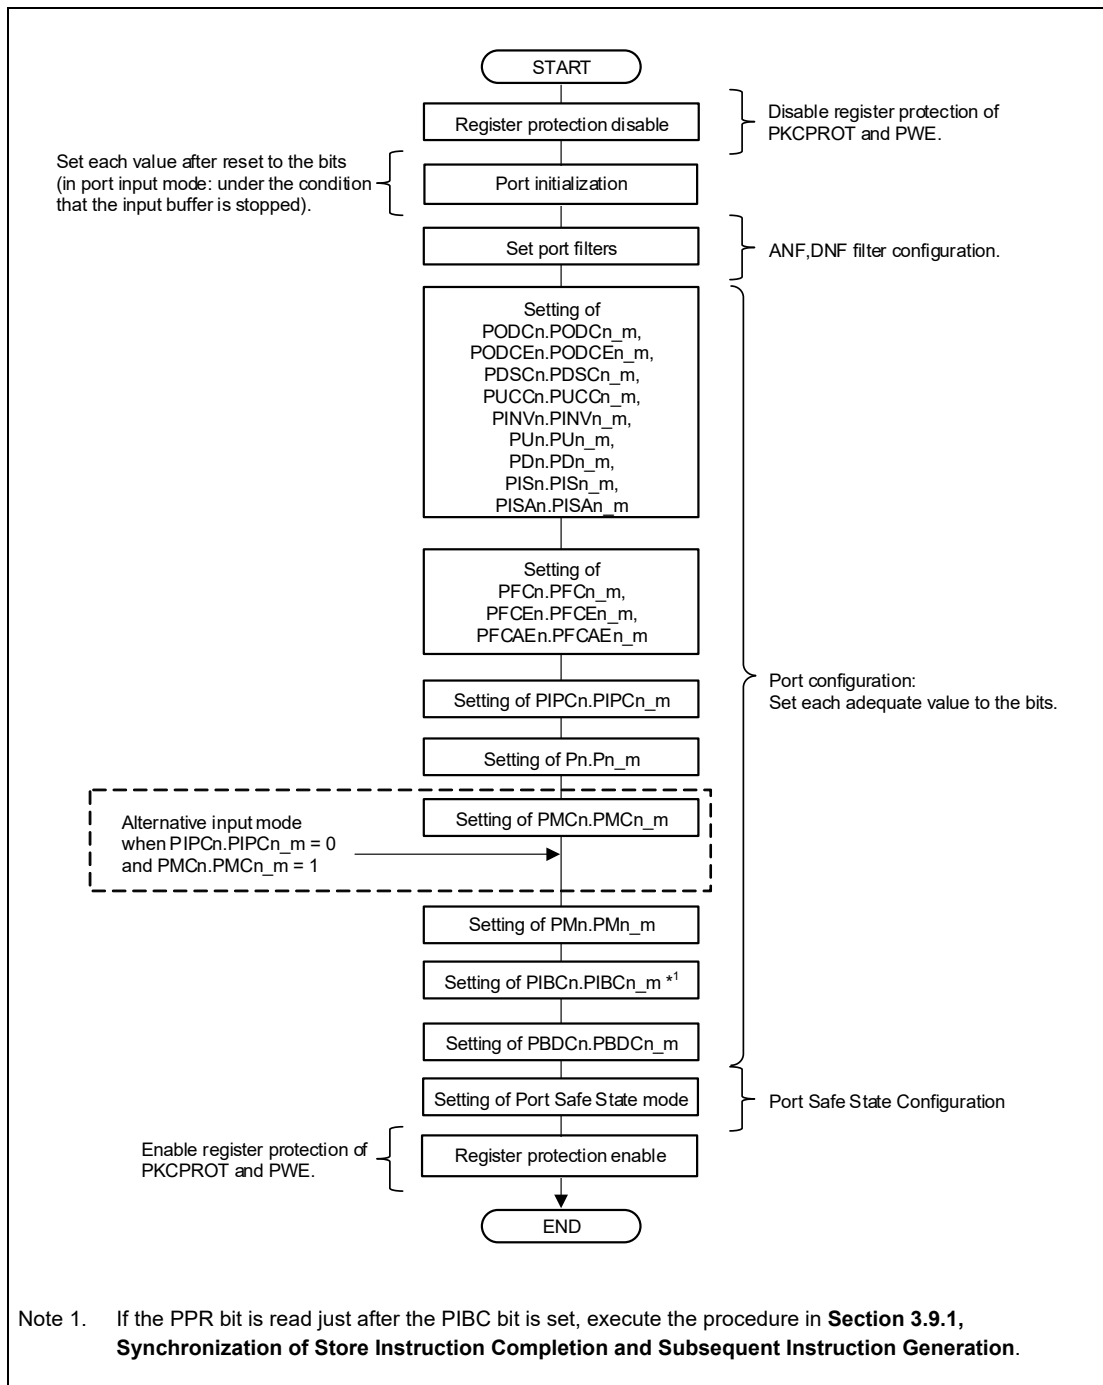 START
Register protection disable
Disable register protection of
PKCPROT and PWE.
Set each value after reset to the bits
(in port input mode: under the condition
that the input buffer is stopped).
Port initialization
Set port filters
ANF,DNF filter configuration.
Setting of
PODCn.PODCn_m,
PODCEn.PODCEn_m,
PDSCn.PDSCn_m,
PUCCn.PUCCn_m,
PINVn.PINVn_m,
PUn.PUn_m,
PDn.PDn_m,
PISn.PISn_m,
PISAn.PISAn_m
Setting of
PFCn.PFCn_m,
PFCEn.PFCEn_m,
PFCAEn.PFCAEn_m
Port configuration:
Set each adequate value to the bits.
Setting of PIPCn.PIPCn_m
Setting of Pn.Pn_m
Setting of PMCn.PMCn_m
Alternative input mode
when PIPCn.PIPCn_m = 0
and PMCn.PMCn_m = 1
Setting of PMn.PMn_m
Setting of PIBCn.PIBCn_m *1
Setting of PBDCn.PBDCn_m
Setting of Port Safe State mode
Port Safe State Configuration
Enable register protection of
PKCPROT and PWE.
Register protection enable
END
Note 1. If the PPR bit is read just after the PIBC bit is set, execute the procedure in Section 3.9.1,
Synchronization of Store Instruction Completion and Subsequent Instruction Generation.